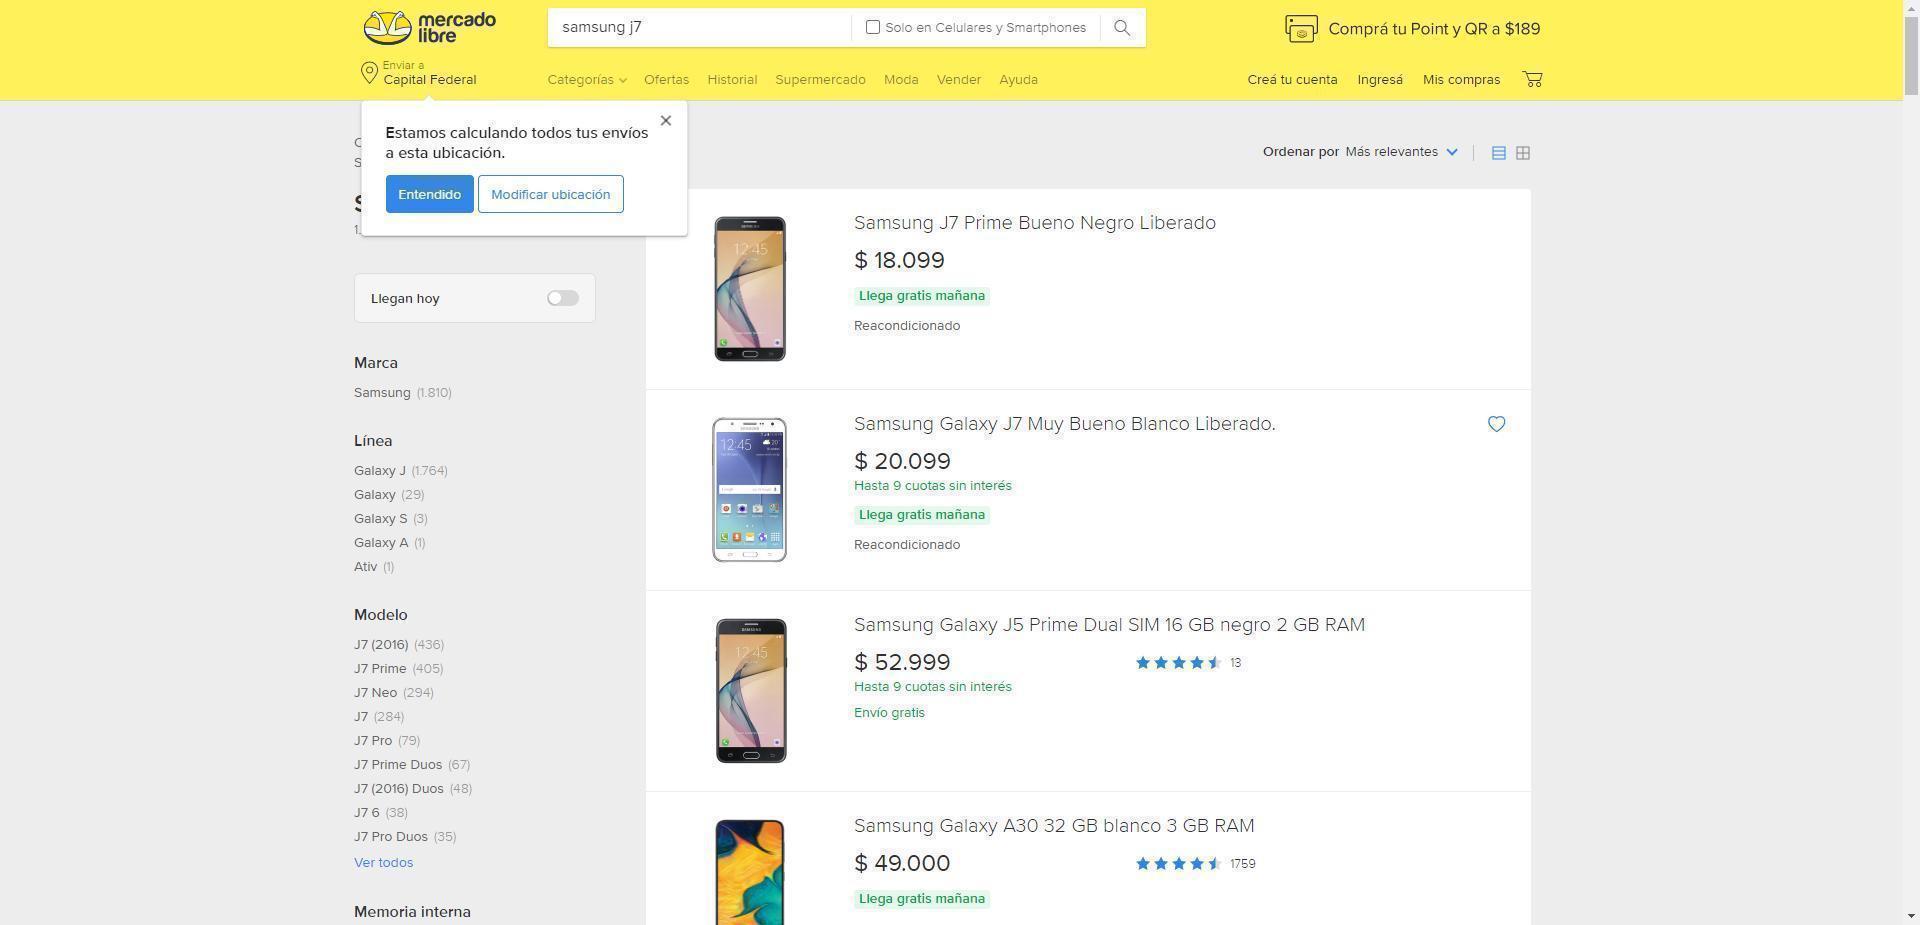 mercado
libre
samsung j7
Solo en Celulares y Smartphones
Comprá tu Point y QR a $189
Enviar a
Capital Federal
Categorías
Ofertas
Historial
Supermercado
Moda
Vender
Ayuda
Creá tu cuenta
Ingresá
Mis compras
Estamos calculando todos tus envíos
a esta ubicación.
Entendido
Modificar ubicación
Ordenar por Más relevantes
Llegan hoy
Marca
Samsung (1.810)
Línea
Galaxy J (1.764)
Galaxy (29)
Galaxy S (3)
Galaxy A (1)
Ativ (1)
Modelo
J7 (2016) (436)
J7 Prime (405)
J7 Neo (294)
J7 (284)
J7 Pro (79)
J7 Prime Duos (67)
J7 (2016) Duos (48)
J7 6 (38)
J7 Pro Duos (35)
Ver todos
Memoria interna
12:45
Samsung J7 Prime Bueno Negro Liberado
$ 18.099
Llega gratis mañana
Reacondicionado
12:45
Samsung Galaxy J7 Muy Bueno Blanco Liberado.
$ 20.099
Hasta 9 cuotas sin interés
Llega gratis mañana
Reacondicionado
12:45
Samsung Galaxy J5 Prime Dual SIM 16 GB negro 2 GB RAM
$ 52.999
13
Hasta 9 cuotas sin interés
Envío gratis
Samsung Galaxy A30 32 GB blanco 3 GB RAM
$ 49.000
1759
Llega gratis mañana